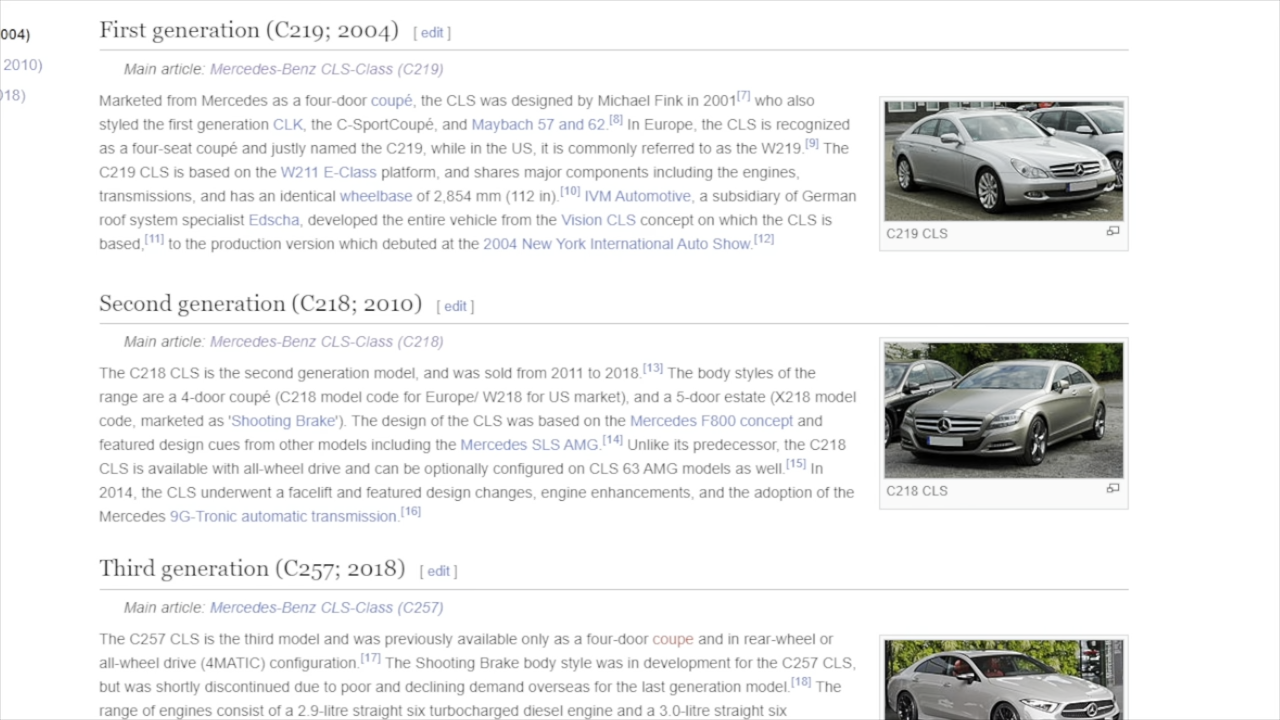 004)
2010)
018)
First generation (C219; 2004) [ edit ]
Main article: Mercedes-Benz CLS-Class (C219)
Marketed from Mercedes as a four-door coupé, the CLS was designed by Michael Fink in 2001[7] who also
styled the first generation CLK, the C-SportCoupé, and Maybach 57 and 62.[8] In Europe, the CLS is recognized
as a four-seat coupé and justly named the C219, while in the US, it is commonly referred to as the W219.[9] The
C219 CLS is based on the W211 E-Class platform, and shares major components including the engines,
transmissions, and has an identical wheelbase of 2,854 mm (112 in).[10] IVM Automotive, a subsidiary of German
roof system specialist Edscha, developed the entire vehicle from the Vision CLS concept on which the CLS is
based,[11] to the production version which debuted at the 2004 New York International Auto Show.[12]
C219 CLS
Second generation (C218; 2010) [ edit ]
Main article: Mercedes-Benz CLS-Class (C218)
The C218 CLS is the second generation model, and was sold from 2011 to 2018.[13] The body styles of the
range are a 4-door coupé (C218 model code for Europe/ W218 for US market), and a 5-door estate (X218 model
code, marketed as 'Shooting Brake'). The design of the CLS was based on the Mercedes F800 concept and
featured design cues from other models including the Mercedes SLS AMG.[14] Unlike its predecessor, the C218
CLS is available with all-wheel drive and can be optionally configured on CLS 63 AMG models as well.[15] In
2014, the CLS underwent a facelift and featured design changes, engine enhancements, and the adoption of the
Mercedes 9G-Tronic automatic transmission.[16]
C218 CLS
Third generation (C257; 2018) [ edit ]
Main article: Mercedes-Benz CLS-Class (C257)
The C257 CLS is the third model and was previously available only as a four-door coupe and in rear-wheel or
all-wheel drive (4MATIC) configuration.[17] The Shooting Brake body style was in development for the C257 CLS,
but was shortly discontinued due to poor and declining demand overseas for the last generation model.[18] The
range of engines consist of a 2.9-litre straight six turbocharged diesel engine and a 3.0-litre straight six